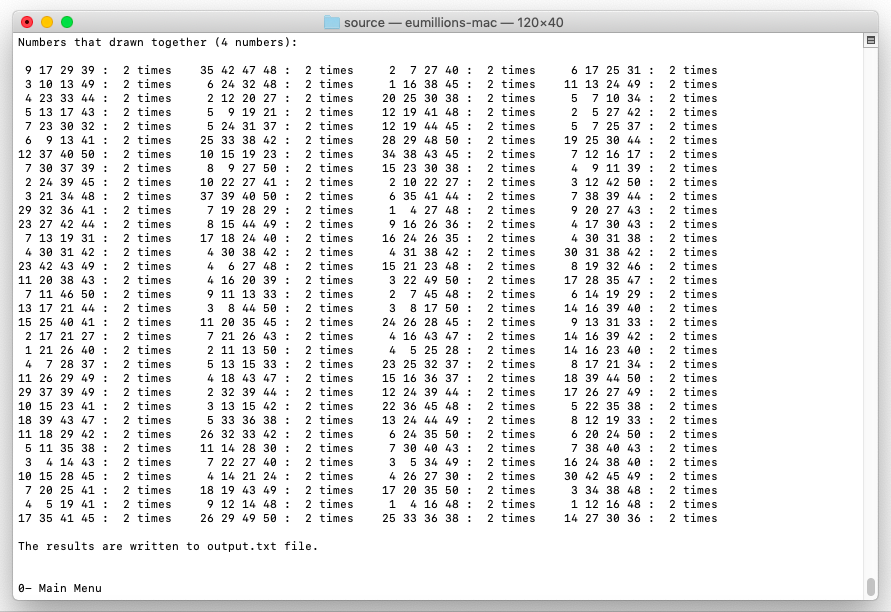 source — eumillions-mac — 120×40
Numbers that drawn together (4 numbers):
9 17 29 39 :  2 times    35 42 47 48 :  2 times     2  7 27 40 :  2 times     6 17 25 31 :  2 times
3 10 13 49 :  2 times     6 24 32 48 :  2 times     1 16 38 45 :  2 times    11 13 24 49 :  2 times
4 23 33 44 :  2 times     2 12 20 27 :  2 times    20 25 30 38 :  2 times     5  7 10 34 :  2 times
5 13 17 43 :  2 times     5  9 19 21 :  2 times    12 19 41 48 :  2 times     2  5 27 42 :  2 times
7 23 30 32 :  2 times     5 24 31 37 :  2 times    12 19 44 45 :  2 times     5  7 25 37 :  2 times
6  9 13 41 :  2 times    25 33 38 42 :  2 times    28 29 48 50 :  2 times    19 25 30 44 :  2 times
12 37 40 50 :  2 times    10 15 19 23 :  2 times    34 38 43 45 :  2 times     7 12 16 17 :  2 times
7 30 37 39 :  2 times     8  9 27 50 :  2 times    15 23 30 38 :  2 times     4  9 11 39 :  2 times
2 24 39 45 :  2 times    10 22 27 41 :  2 times     2 10 22 27 :  2 times     3 12 42 50 :  2 times
3 21 34 48 :  2 times    37 39 40 50 :  2 times     6 35 41 44 :  2 times     7 38 39 44 :  2 times
29 32 36 41 :  2 times     7 19 28 29 :  2 times     1  4 27 48 :  2 times     9 20 27 43 :  2 times
23 27 42 44 :  2 times     8 15 44 49 :  2 times     9 16 26 36 :  2 times     4 17 30 43 :  2 times
7 13 19 31 :  2 times    17 18 24 40 :  2 times    16 24 26 35 :  2 times     4 30 31 38 :  2 times
4 30 31 42 :  2 times     4 30 38 42 :  2 times     4 31 38 42 :  2 times    30 31 38 42 :  2 times
23 42 43 49 :  2 times     4  6 27 48 :  2 times    15 21 23 48 :  2 times     8 19 32 46 :  2 times
11 20 38 43 :  2 times     4 16 20 39 :  2 times     3 22 49 50 :  2 times    17 28 35 47 :  2 times
7 11 46 50 :  2 times     9 11 13 33 :  2 times     2  7 45 48 :  2 times     6 14 19 29 :  2 times
13 17 21 44 :  2 times     3  8 44 50 :  2 times     3  8 17 50 :  2 times    14 16 39 40 :  2 times
15 25 40 41 :  2 times    11 20 35 45 :  2 times    24 26 28 45 :  2 times     9 13 31 33 :  2 times
2 17 21 27 :  2 times     7 21 26 43 :  2 times     4 16 43 47 :  2 times    14 16 39 42 :  2 times
1 21 26 40 :  2 times     2 11 13 50 :  2 times     4  5 25 28 :  2 times    14 16 23 40 :  2 times
4  7 28 37 :  2 times     5 13 15 33 :  2 times    23 25 32 37 :  2 times     8 17 21 34 :  2 times
11 26 29 49 :  2 times     4 18 43 47 :  2 times    15 16 36 37 :  2 times    18 39 44 50 :  2 times
29 37 39 49 :  2 times     2 32 39 44 :  2 times    12 24 39 44 :  2 times    17 26 27 49 :  2 times
10 15 23 41 :  2 times     3 13 15 42 :  2 times    22 36 45 48 :  2 times     5 22 35 38 :  2 times
18 39 43 47 :  2 times     5 33 36 38 :  2 times    13 24 44 49 :  2 times     8 12 19 33 :  2 times
11 18 29 42 :  2 times    26 32 33 42 :  2 times     6 24 35 50 :  2 times     6 20 24 50 :  2 times
5 11 35 38 :  2 times    11 14 28 30 :  2 times     7 30 40 43 :  2 times     7 38 40 43 :  2 times
3  4 14 43 :  2 times     7 22 27 40 :  2 times     3  5 34 49 :  2 times    16 24 38 40 :  2 times
10 15 28 45 :  2 times     4 14 21 24 :  2 times     4 26 27 30 :  2 times    30 42 45 49 :  2 times
7 20 25 41 :  2 times    18 19 43 49 :  2 times    17 20 35 50 :  2 times     3 34 38 48 :  2 times
4  5 19 41 :  2 times     9 12 14 48 :  2 times     1  4 16 48 :  2 times     1 12 16 48 :  2 times
17 35 41 45 :  2 times    26 29 49 50 :  2 times    25 33 36 38 :  2 times    14 27 30 36 :  2 times
The results are written to output.txt file.
0- Main Menu